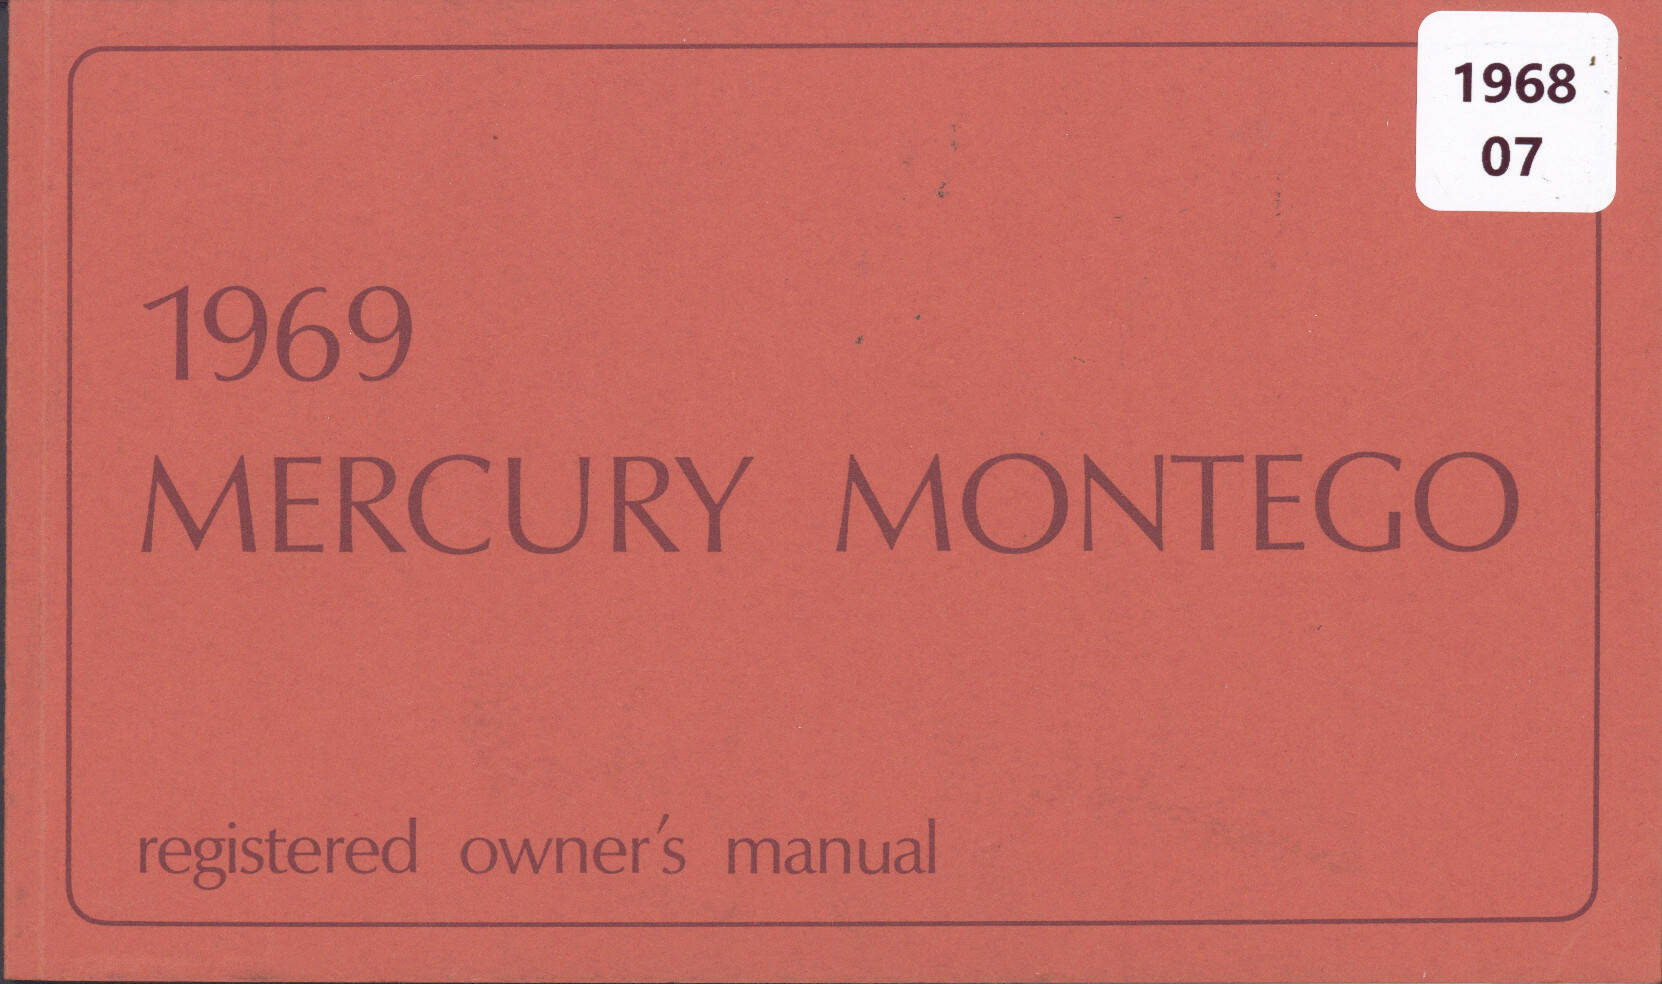 1968
07
1969
MERCURY MONTEGO
registered owner's manual